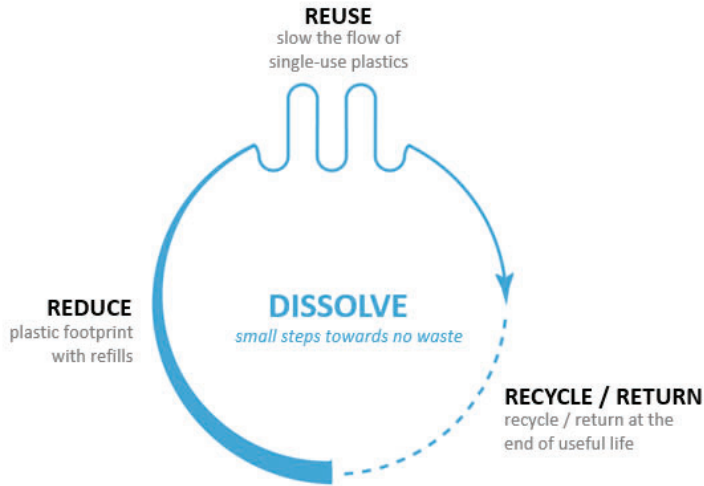 REUSE
slow the flow of
single-use plastics
REDUCE
plastic footprint
with refills
DISSOLVE
small steps towards no waste
RECYCLE / RETURN
recycle / return at the
end of useful life